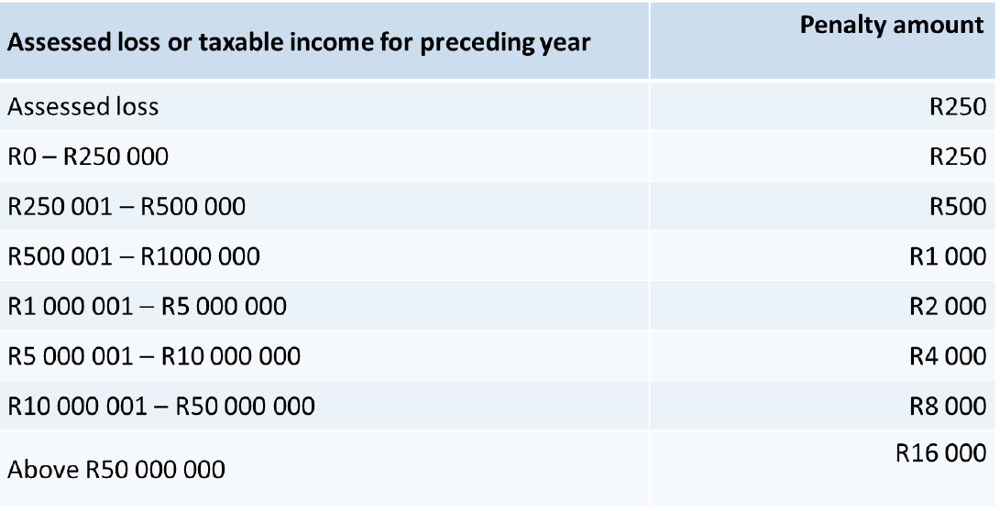 Assessed loss or taxable income for preceding year Penalty amount
Assessed loss R250
R0 – R250 000 R250
R250 001 – R500 000 R500
R500 001 – R1000 000 R1 000
R1 000 001 – R5 000 000 R2 000
R5 000 001 – R10 000 000 R4 000
R10 000 001 – R50 000 000 R8 000
Above R50 000 000 R16 000